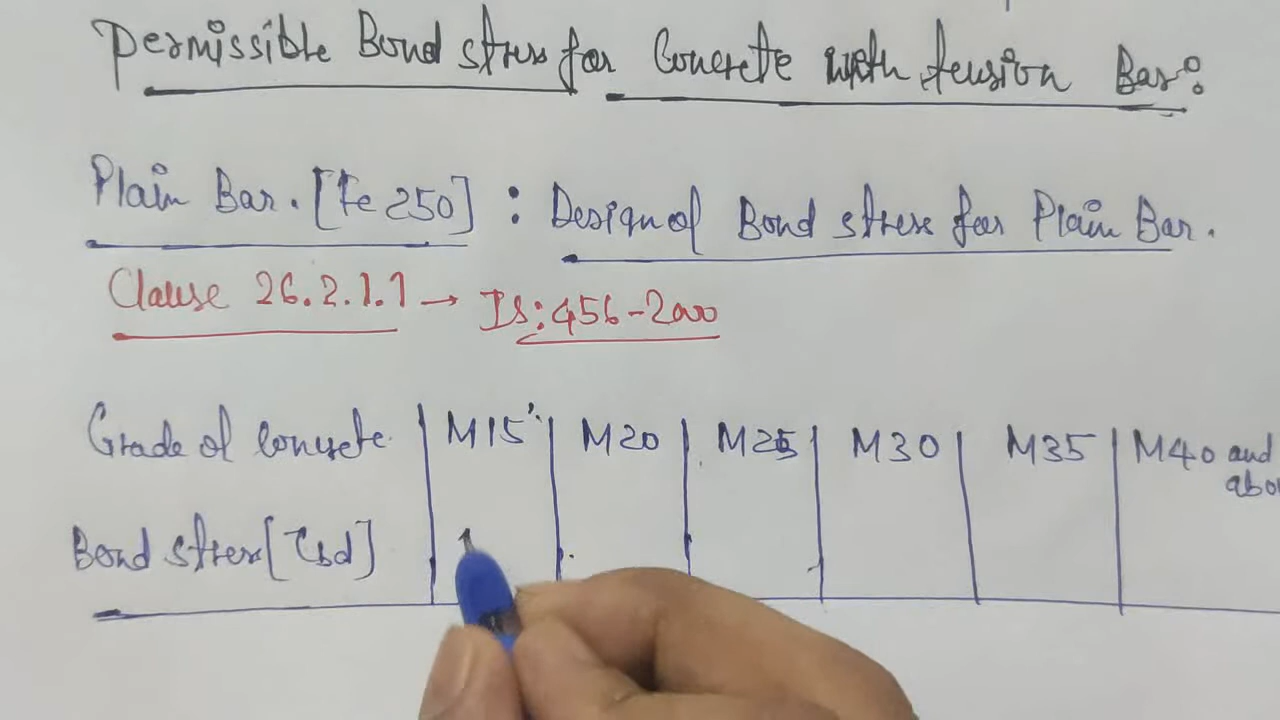 Permissible Bond stress for Concrete with tension Bar:
Plain Bar. [Fe 250] : Design of Bond stress for Plain Bar.
Clause 26.2.1.1 → IS:456-2000
Grade of Concrete | M15 | M20 | M25 | M30 | M35 | M40 and
Bond stress [τbd]